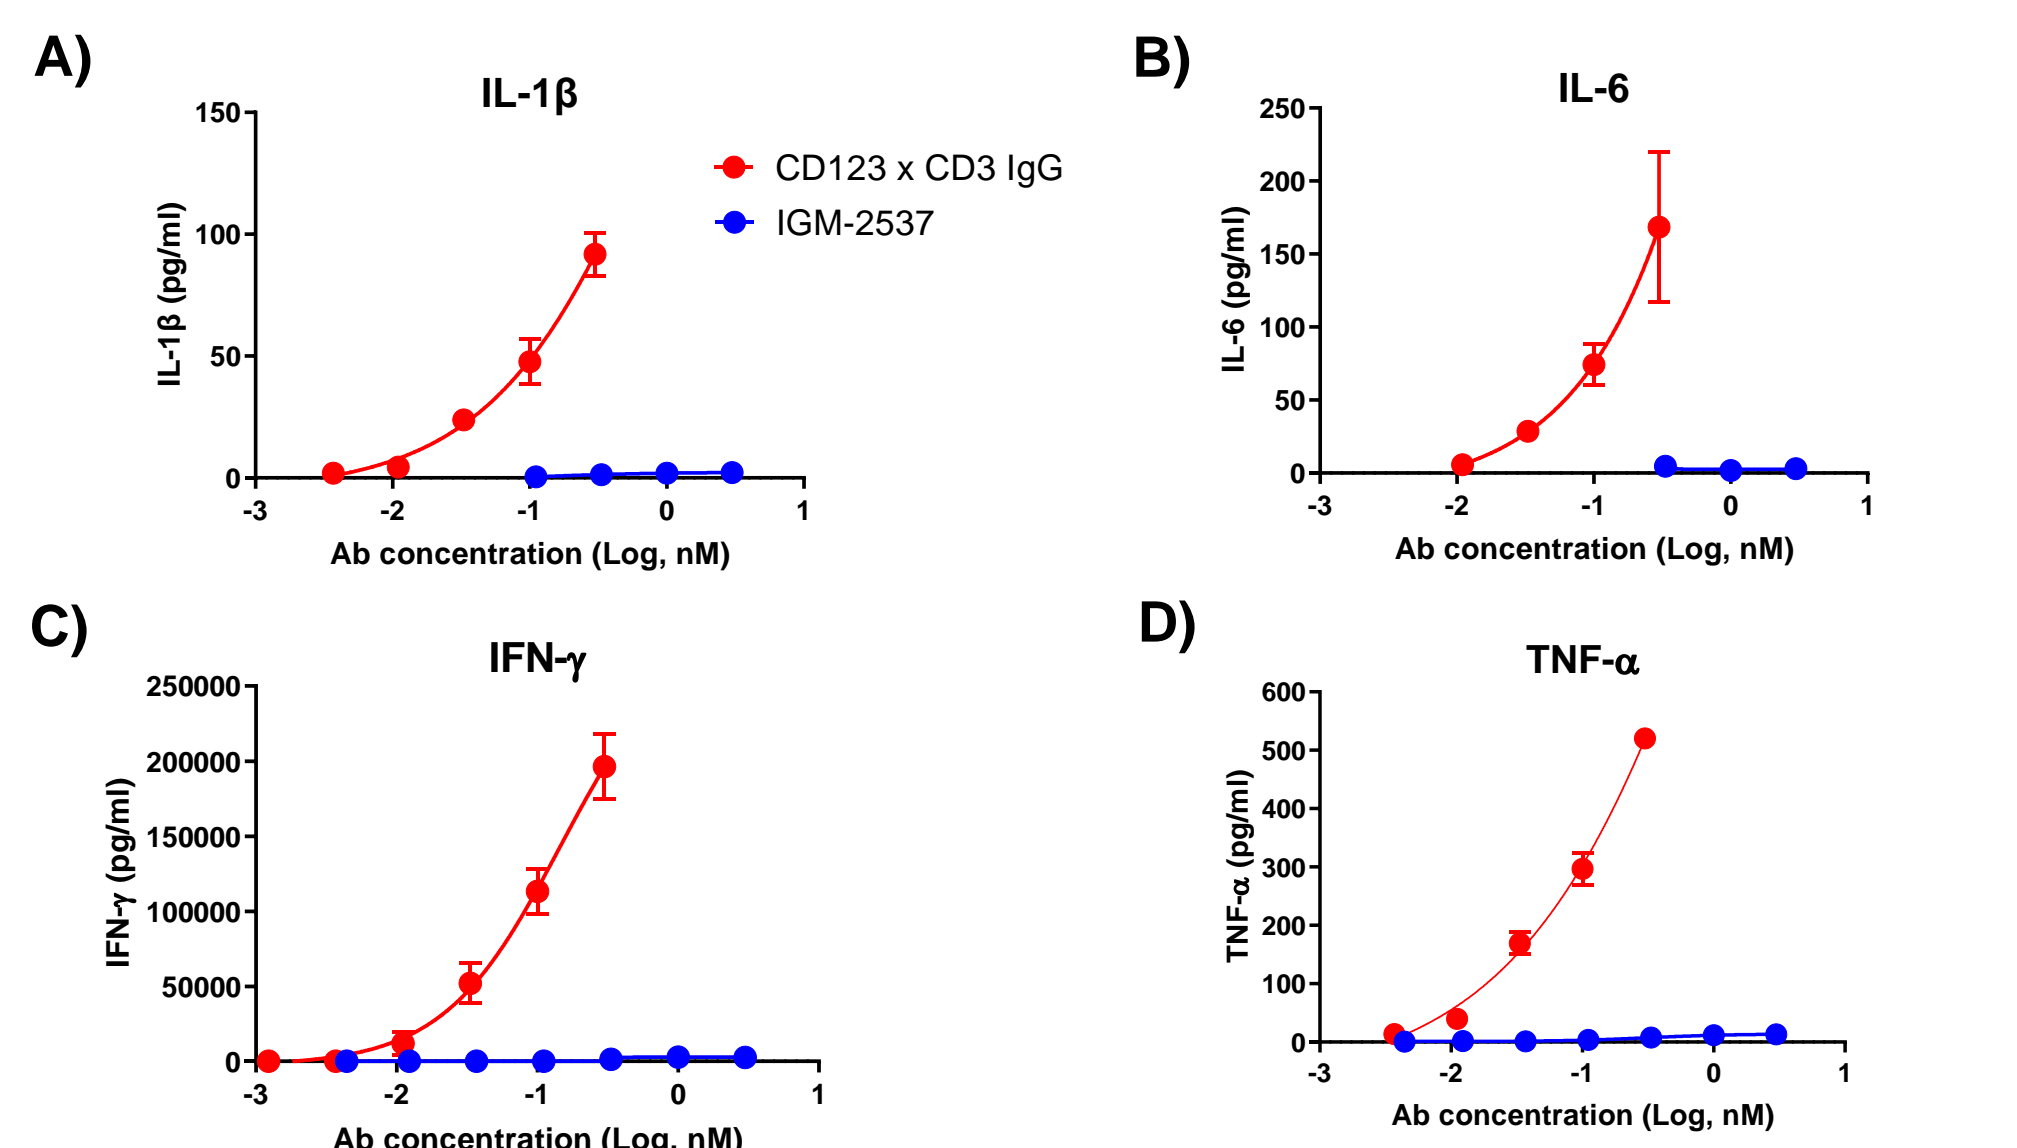 A)
IL-1β
150
100
50
0
-3
-2
-1
0
1
IL-1β (pg/ml)
Ab concentration (Log, nM)
CD123 x CD3 IgG
IGM-2537
B)
IL-6
250
200
150
100
50
0
-3
-2
-1
0
1
IL-6 (pg/ml)
Ab concentration (Log, nM)
C)
IFN-γ
250000
200000
150000
100000
50000
0
-3
-2
-1
0
1
IFN-γ (pg/ml)
Ab concentration (Log, nM)
D)
TNF-α
600
500
400
300
200
100
0
-3
-2
-1
0
1
TNF-α (pg/ml)
Ab concentration (Log, nM)